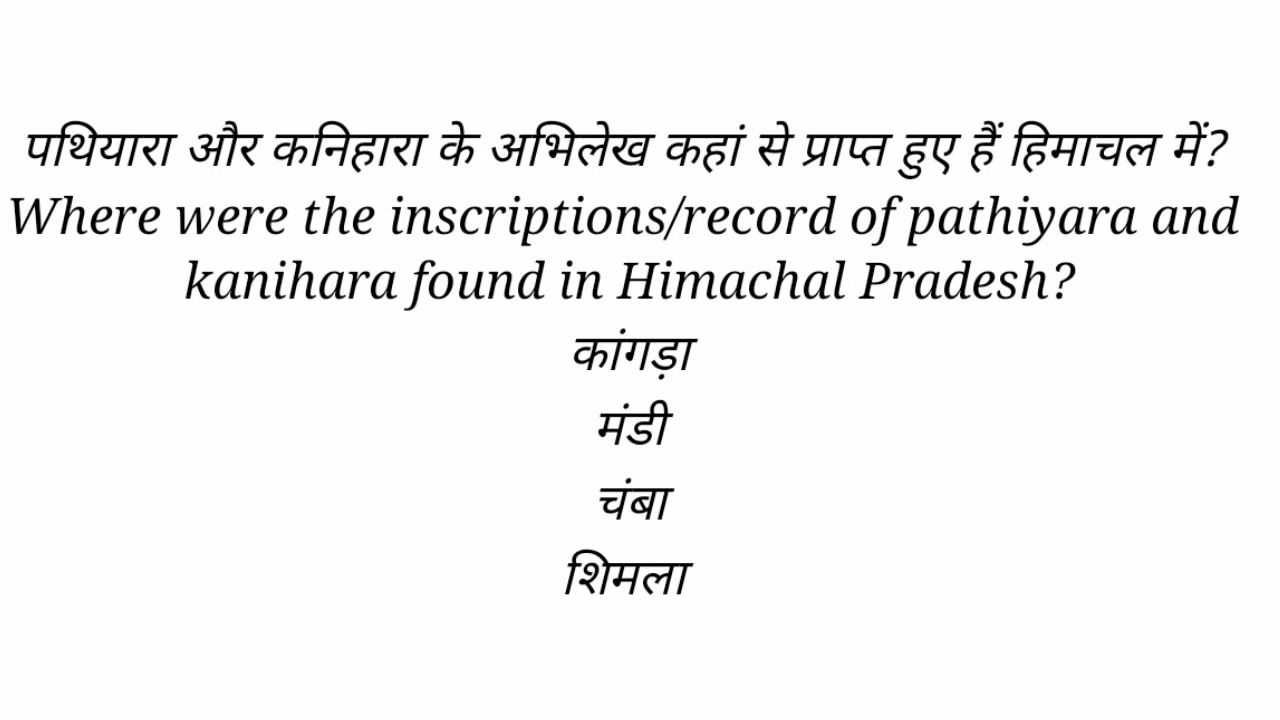 पथियारा और कनिहारा के अभिलेख कहां से प्राप्त हुए हैं हिमाचल में?
Where were the inscriptions/record of pathiyara and
kanihara found in Himachal Pradesh?
कांगड़ा
मंडी
चंबा
शिमला